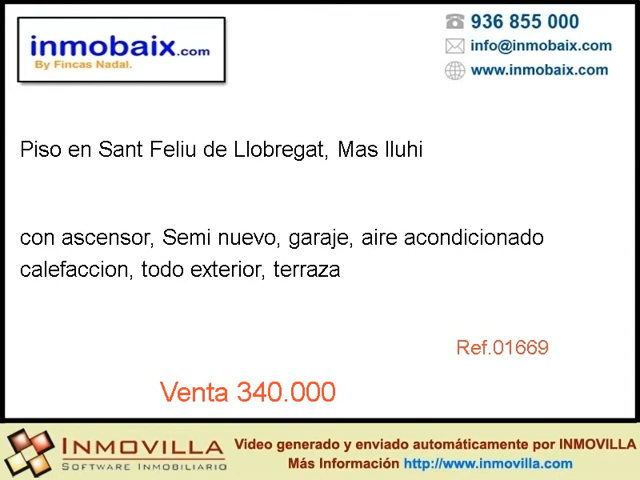 inmobaix.com
By Fincas Nadal.
936 855 000
info@inmobaix.com
www.inmobaix.com
Piso en Sant Feliu de Llobregat, Mas lluhi
con ascensor, Semi nuevo, garaje, aire acondicionado
calefaccion, todo exterior, terraza
Ref.01669
Venta 340.000
INMOVILLA
SOFTWARE INMOBILIARIO
Video generado y enviado automáticamente por INMOVILLA
Más Información http://www.inmovilla.com